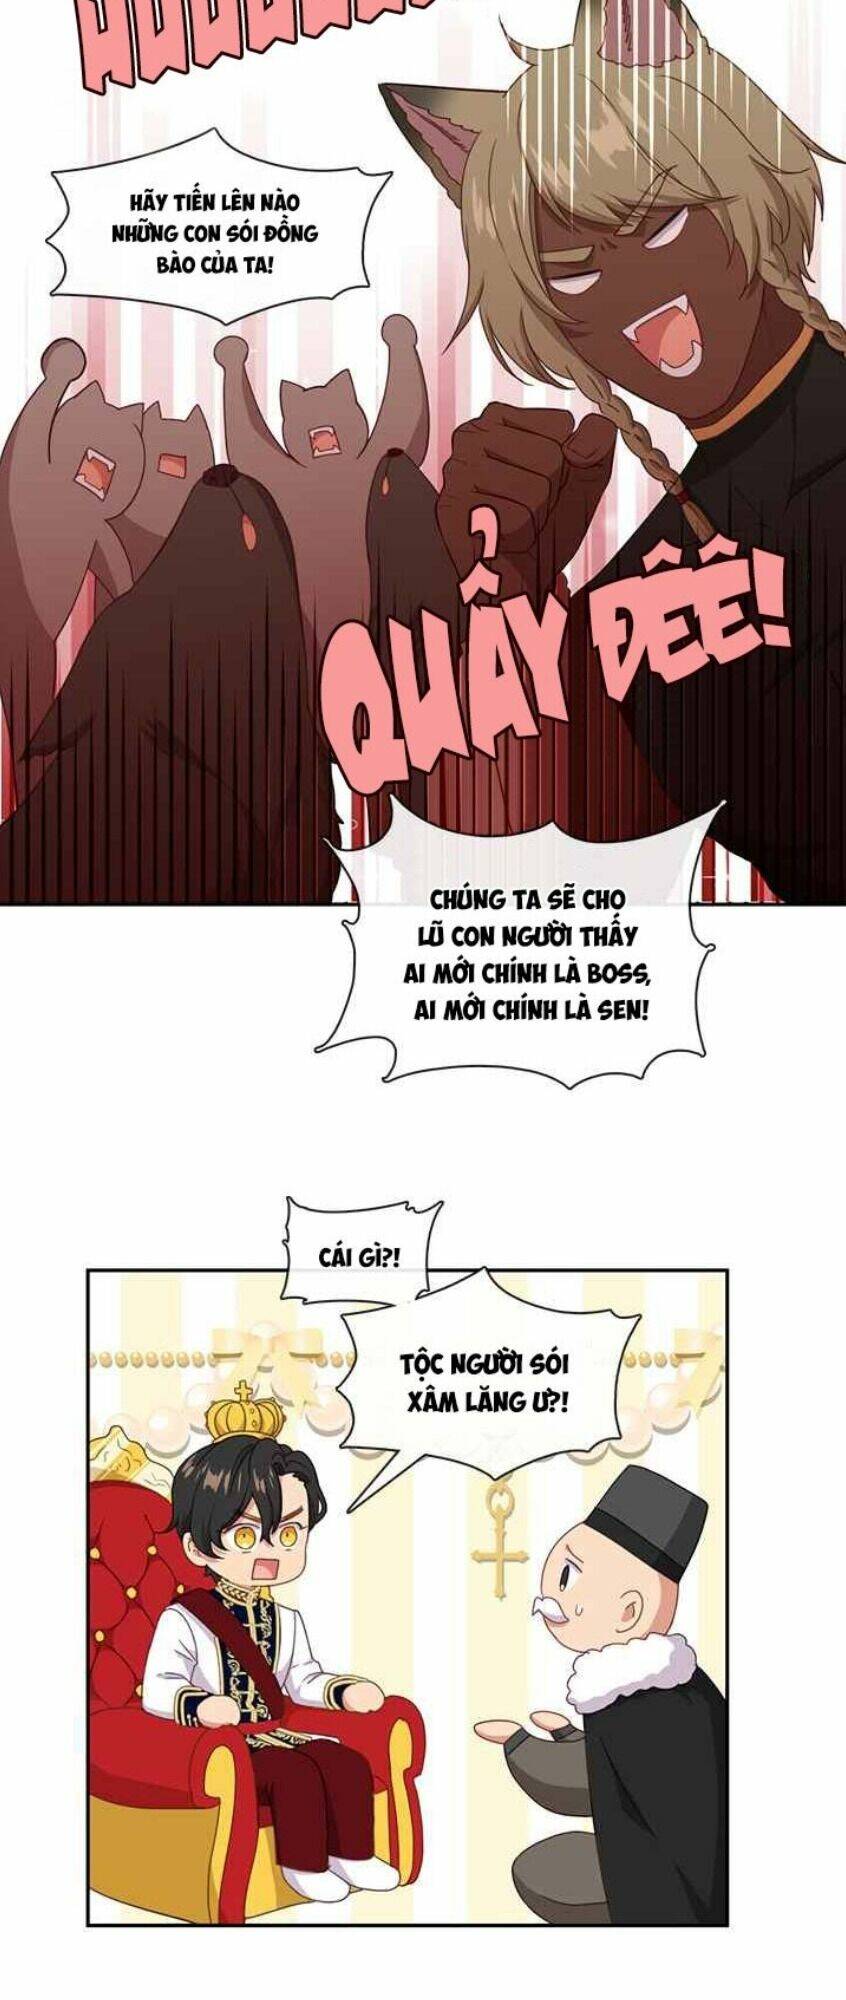 HÃY TIẾN LÊN NÀO
NHỮNG CON SÓI ĐỒNG
BÀO CỦA TA!
QUẨY ĐÊÊ!
CHÚNG TA SẼ CHO
LŨ CON NGƯỜI THẤY
AI MỚI CHÍNH LÀ BOSS,
AI MỚI CHÍNH LÀ SEN!
CÁI GÌ?!
TỘC NGƯỜI SÓI
XÂM LĂNG Ư?!